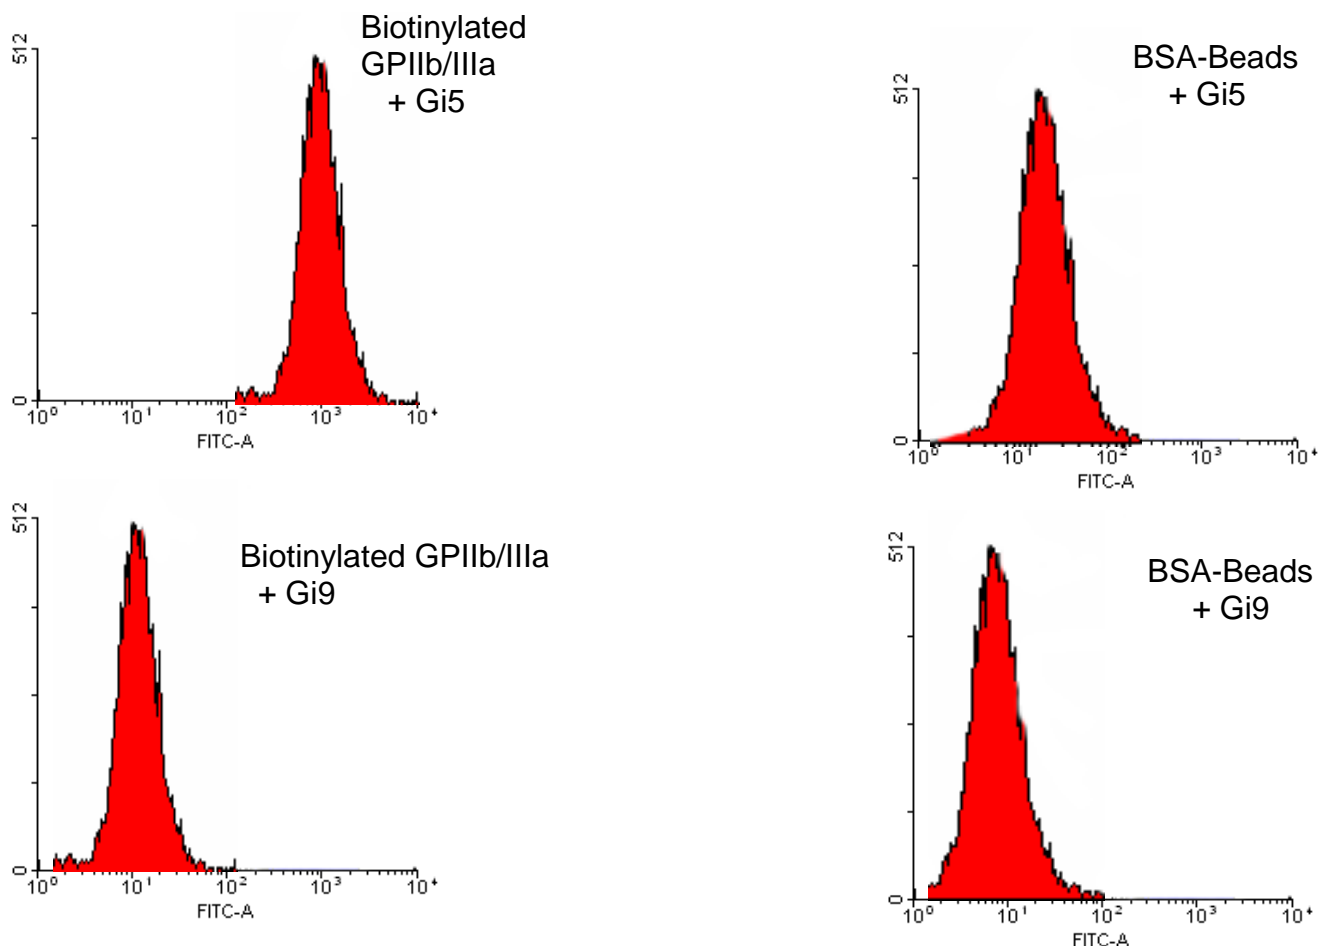 Biotinylated
GPIIb/IIIa
+ Gi5
512
0
10⁰ 10¹ 10² 10³ 10⁴
FITC-A
BSA-Beads
+ Gi5
512
0
10⁰ 10¹ 10² 10³ 10⁴
FITC-A
Biotinylated GPIIb/IIIa
+ Gi9
512
0
10⁰ 10¹ 10² 10³ 10⁴
FITC-A
BSA-Beads
+ Gi9
512
0
10⁰ 10¹ 10² 10³ 10⁴
FITC-A